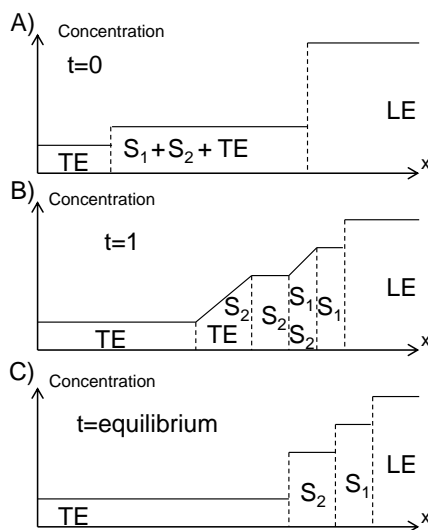 A)
Concentration
t=0
LE
TE
S₁+S₂+TE
x
B)
Concentration
t=1
LE
S₂
S₁
S₂
S₁
TE
TE
S₂
x
C)
Concentration
t=equilibrium
LE
S₂
S₁
TE
x